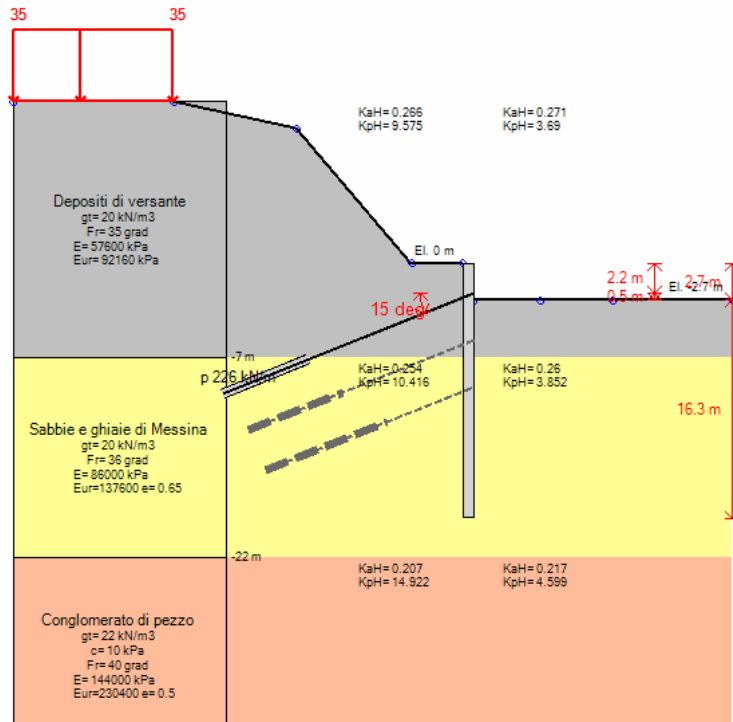 35
35
KaH= 0.266
KpH= 9.575
KaH= 0.271
KpH= 3.69
Depositi di versante
gt= 20 kN/m3
Fr= 35 grad
E= 57600 kPa
Eur= 92160 kPa
El. 0 m
2.2 m
2.7 m
El. -2.7 m
0.5 m
15 deg
-7 m
p 226 kN/m
KaH= 0.254
KpH= 10.416
KaH= 0.26
KpH= 3.852
16.3 m
Sabbie e ghiaie di Messina
gt= 20 kN/m3
Fr= 36 grad
E= 86000 kPa
Eur=137600 e= 0.65
-22 m
KaH= 0.207
KpH= 14.922
KaH= 0.217
KpH= 4.599
Conglomerato di pezzo
gt= 22 kN/m3
c= 10 kPa
Fr= 40 grad
E= 144000 kPa
Eur=230400 e= 0.5